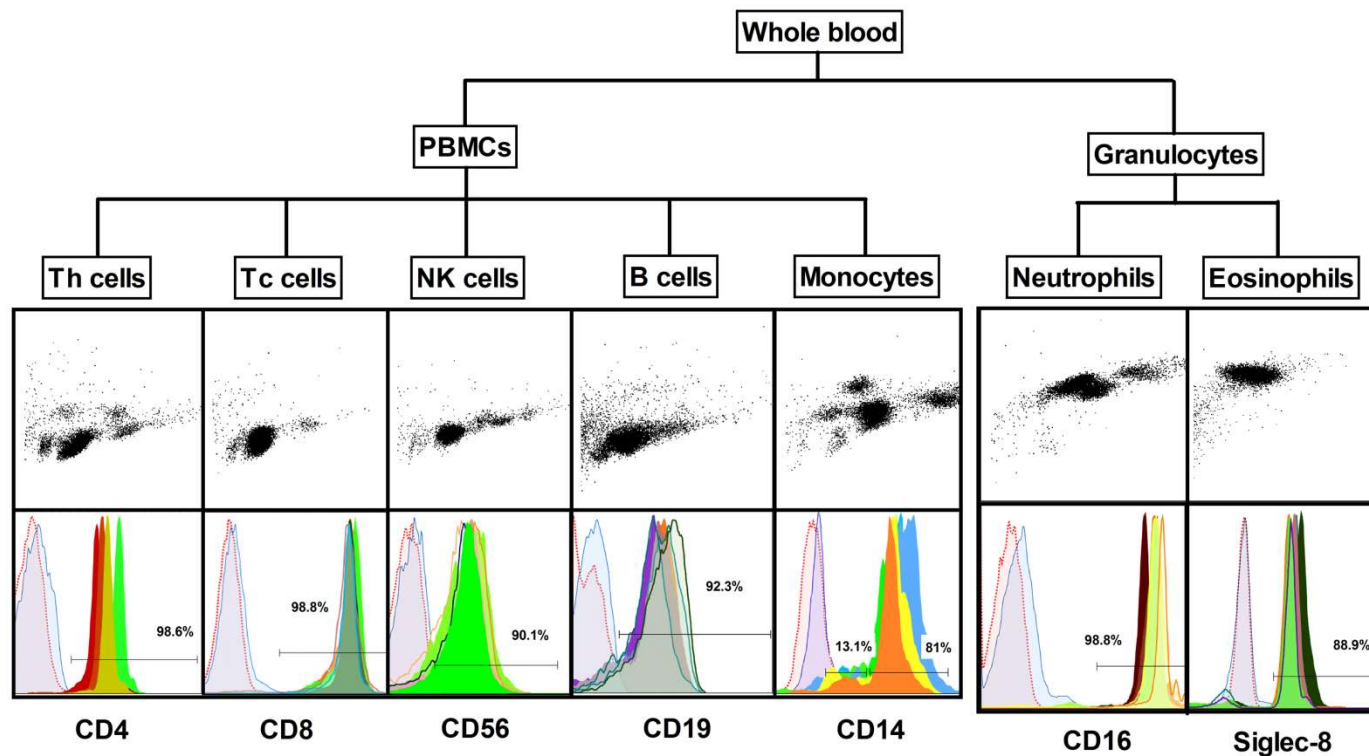 Whole blood
PBMCs
Granulocytes
Th cells
Tc cells
NK cells
B cells
Monocytes
Neutrophils
Eosinophils
98.6%
98.8%
90.1%
92.3%
13.1%
81%
98.8%
88.9%
CD4
CD8
CD56
CD19
CD14
CD16
Siglec-8